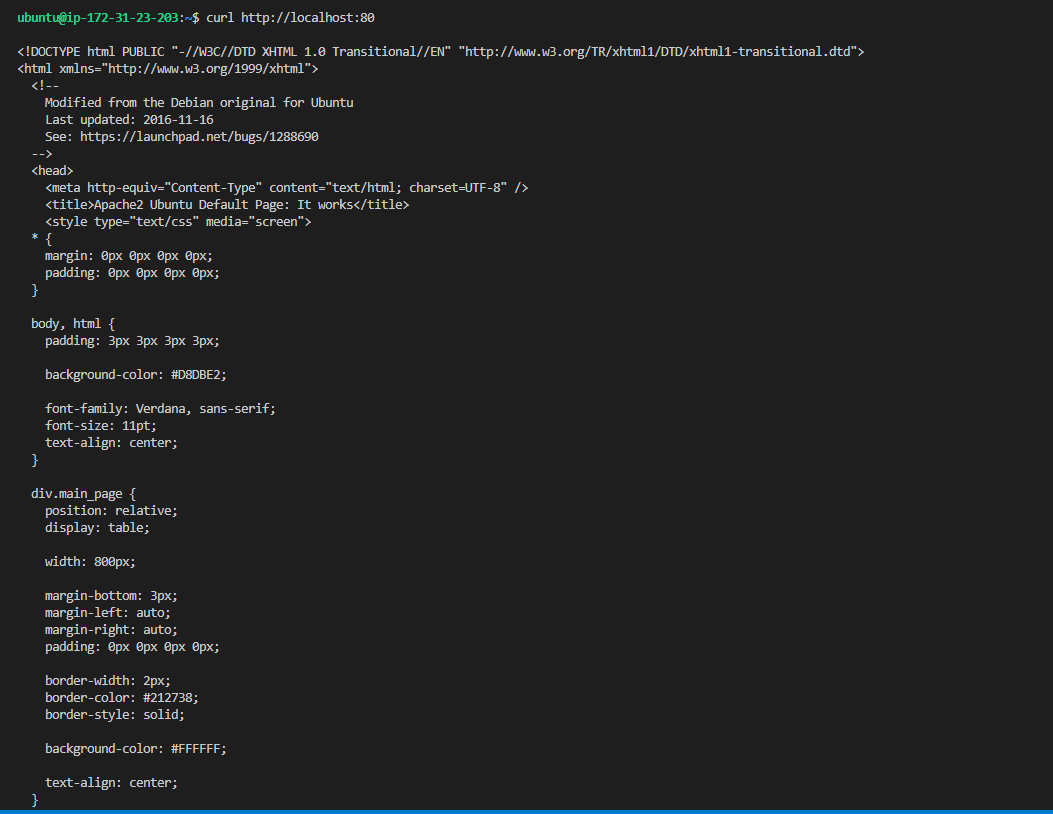 ubuntu@ip-172-31-23-203:~$ curl http://localhost:80
<!DOCTYPE html PUBLIC "-//W3C//DTD XHTML 1.0 Transitional//EN" "http://www.w3.org/TR/xhtml1/DTD/xhtml1-transitional.dtd">
<html xmlns="http://www.w3.org/1999/xhtml">
  <!--
    Modified from the Debian original for Ubuntu
    Last updated: 2016-11-16
    See: https://launchpad.net/bugs/1288690
  -->
  <head>
    <meta http-equiv="Content-Type" content="text/html; charset=UTF-8" />
    <title>Apache2 Ubuntu Default Page: It works</title>
    <style type="text/css" media="screen">
  * {
    margin: 0px 0px 0px 0px;
    padding: 0px 0px 0px 0px;
  }
  body, html {
    padding: 3px 3px 3px 3px;
    background-color: #D8DBE2;
    font-family: Verdana, sans-serif;
    font-size: 11pt;
    text-align: center;
  }
  div.main_page {
    position: relative;
    display: table;
    width: 800px;
    margin-bottom: 3px;
    margin-left: auto;
    margin-right: auto;
    padding: 0px 0px 0px 0px;
    border-width: 2px;
    border-color: #212738;
    border-style: solid;
    background-color: #FFFFFF;
    text-align: center;
  }